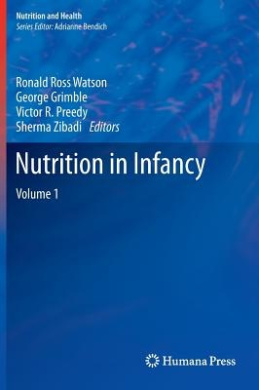 Nutrition and Health
Series Editor: Adrianne Bendich
Ronald Ross Watson
George Grimble
Victor R. Preedy
Sherma Zibadi Editors
Nutrition in Infancy
Volume 1
Humana Press